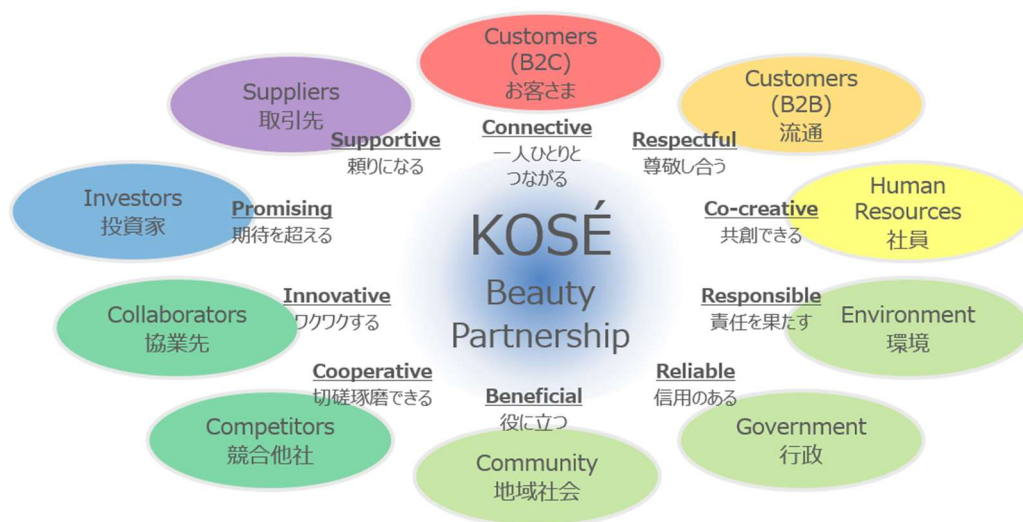 Customers
(B2C)
お客さま
Connective
一人ひとりと
つながる
Customers
(B2B)
流通
Respectful
尊敬し合う
Human
Resources
社員
Co-creative
共創できる
Environment
環境
Responsible
責任を果たす
Government
行政
Reliable
信用のある
Community
地域社会
Beneficial
役に立つ
Competitors
競合他社
Cooperative
切磋琢磨できる
Collaborators
協業先
Innovative
ワクワクする
Investors
投資家
Promising
期待を超える
Suppliers
取引先
Supportive
頼りになる
KOSÉ
Beauty
Partnership